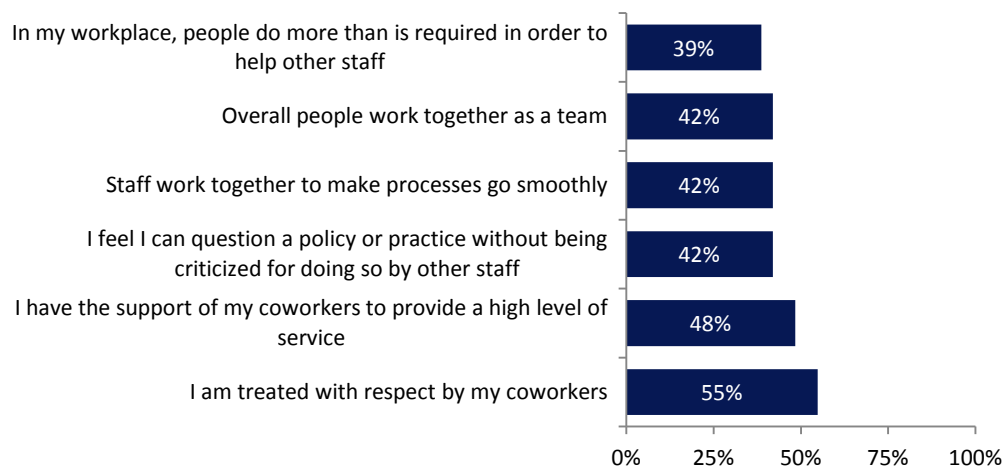 In my workplace, people do more than is required in order to
help other staff
39%
Overall people work together as a team
42%
Staff work together to make processes go smoothly
42%
I feel I can question a policy or practice without being
criticized for doing so by other staff
42%
I have the support of my coworkers to provide a high level of
service
48%
I am treated with respect by my coworkers
55%
0% 25% 50% 75% 100%